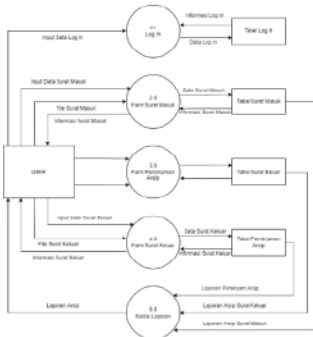 Input Data Log In
Log In
Informasi Log in
Data Log in
Tabel Log It
Input Data Surat Masuk
File Surat Masuk
Informasi Surat Masuk
2.0
Form Surat Masuk
Data Surat Masuk
Informasi Surat Masuk
Tabel Surat Masuk
USER
3.0
Form Peminjaman
Arsip
Tabel Surat Keluar
Input Data Surat Keluar
File Surat Keluar
Informasi Surat Keluar
4.0
Form Surat Keluar
Data Surat Keluar
Informasi Surat Keluar
Tabel Peminjaman
Arsip
Laporan Peminjam Arsip
5.0
Kelola Laporan
Laporan Arsip
Laporan Arsip Surat Keluar
Laporan Arsip Surat Masuk